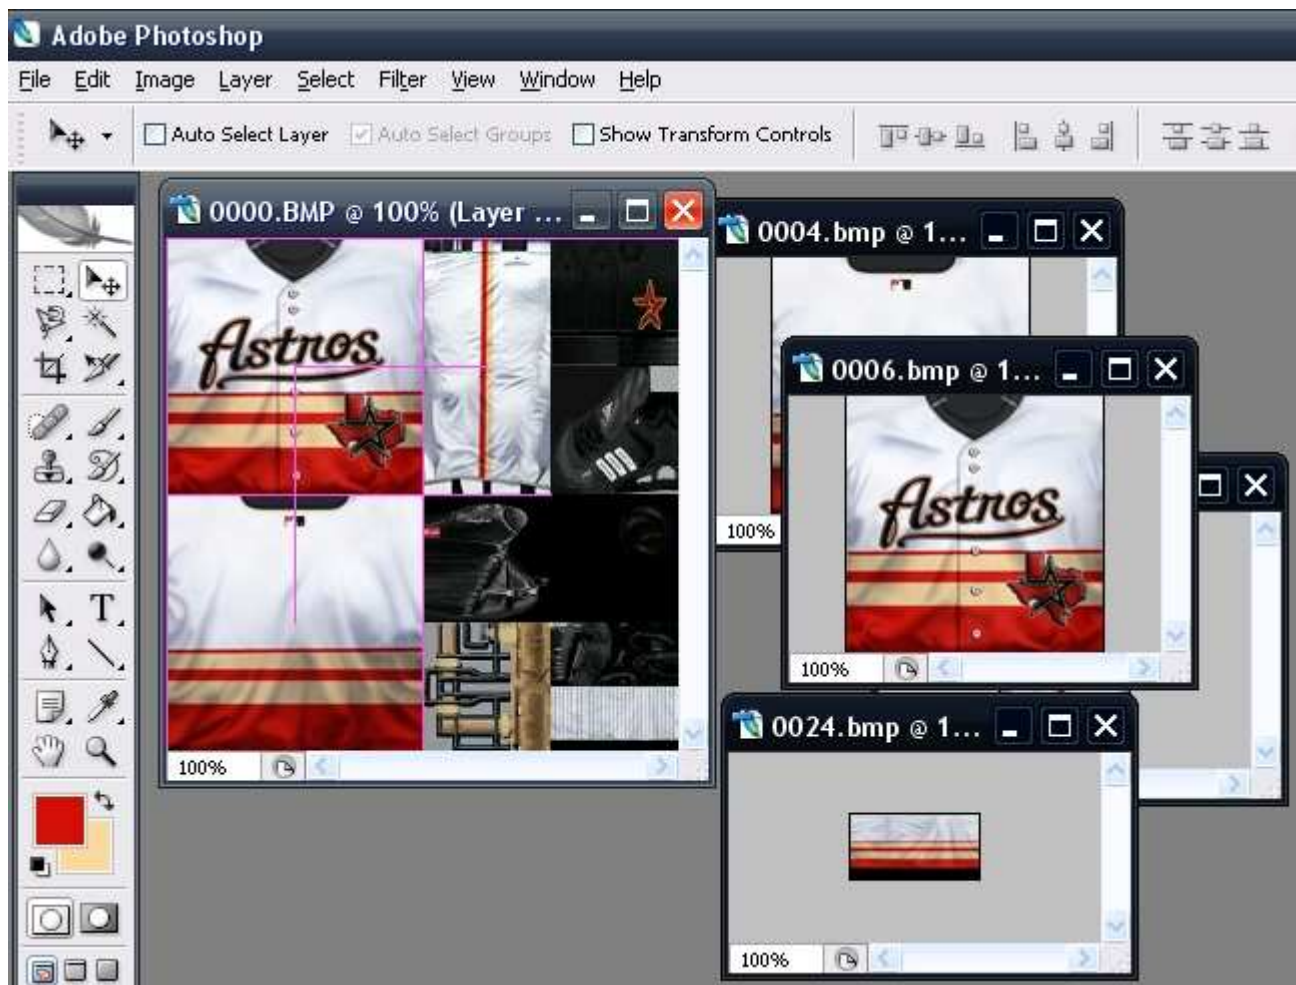 Adobe Photoshop
File Edit Image Layer Select Filter View Window Help
Auto Select Layer Auto Select Groups Show Transform Controls
0000.BMP @ 100% (Layer ...
0004.bmp @ 1...
0006.bmp @ 1...
Astros
Astros
100%
100%
100%
0024.bmp @ 1...
T
100%